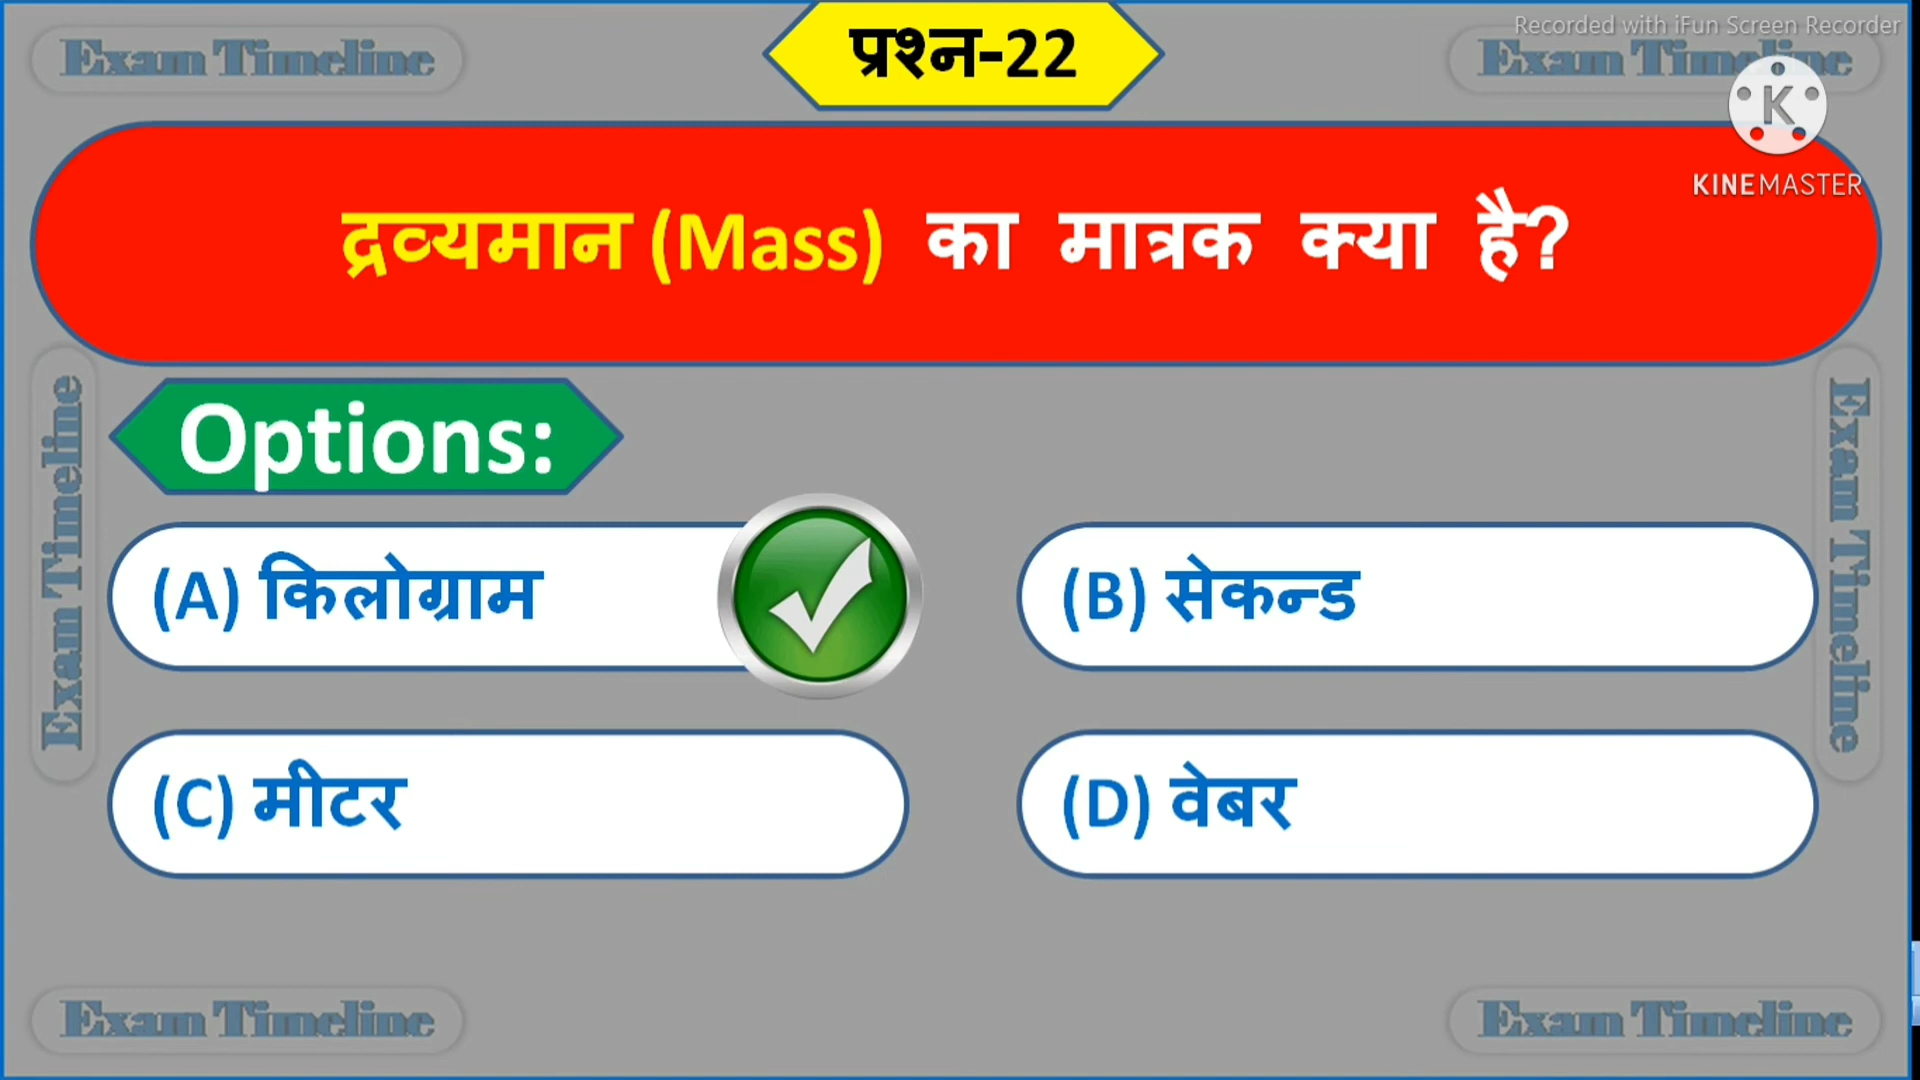 Recorded with iFun Screen Recorder
Exam Timeline
प्रश्न-22
Exam Timeline
K
KINEMASTER
द्रव्यमान (Mass) का मात्रक क्या है?
Options:
Exam Timeline
Exam Timeline
(A) किलोग्राम
(B) सेकन्ड
(C) मीटर
(D) वेबर
Exam Timeline
Exam Timeline